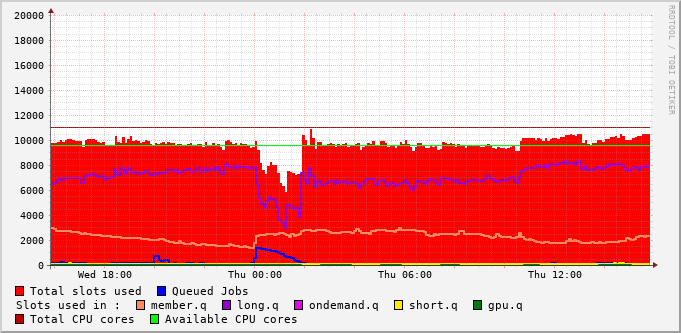 20000
18000
16000
14000
12000
10000
8000
6000
4000
2000
0
Wed 18:00 Thu 00:00 Thu 06:00 Thu 12:00
Total slots used Queued Jobs
Slots used in : member.q long.q ondemand.q short.q gpu.q
Total CPU cores Available CPU cores
RRDTOOL / TOBI OETIKER